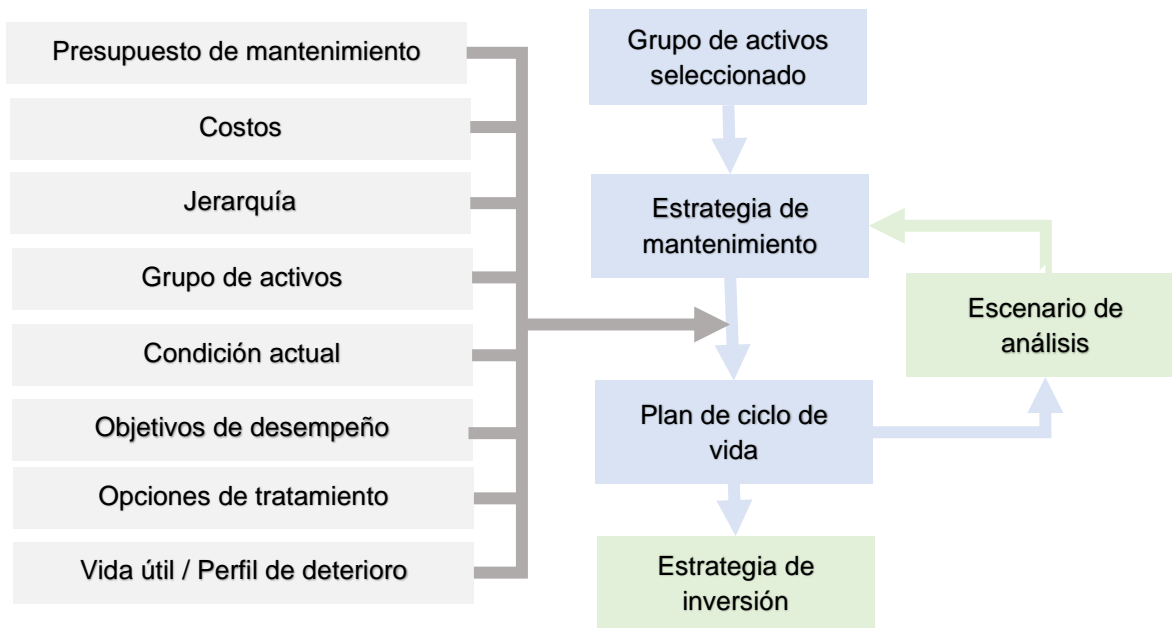 Presupuesto de mantenimiento
Costos
Jerarquía
Grupo de activos
Condición actual
Objetivos de desempeño
Opciones de tratamiento
Vida útil / Perfil de deterioro
Grupo de activos
seleccionado
Estrategia de
mantenimiento
Escenario de
análisis
Plan de ciclo de
vida
Estrategia de
inversión